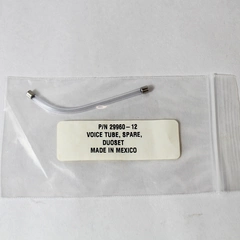 P/N 29960-12
VOICE TUBE, SPARE,
DUOSET
MADE IN MEXICO